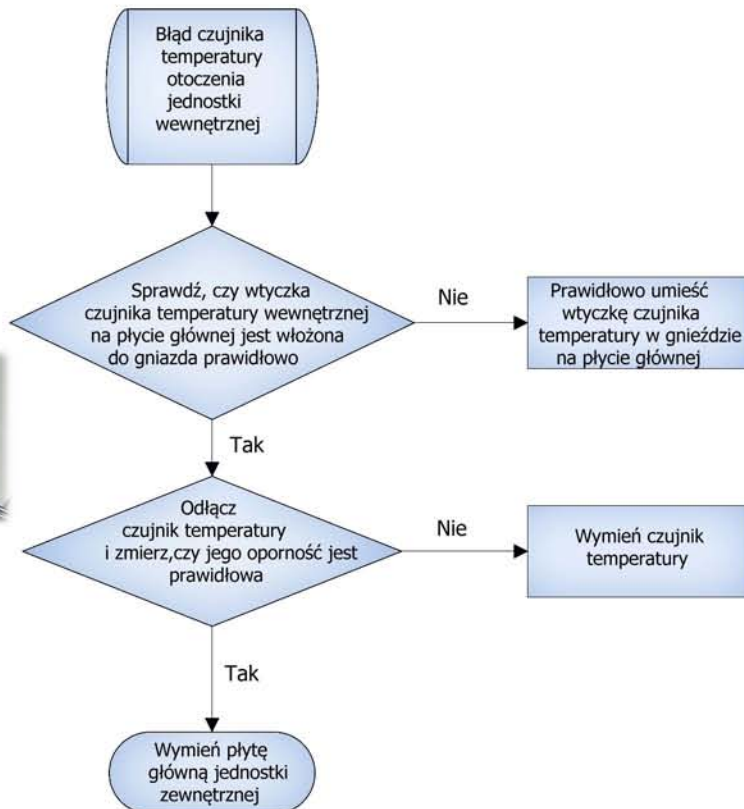 Błąd czujnika
temperatury
otoczenia
jednostki
wewnętrznej
Sprawdź, czy wtyczka
czujnika temperatury wewnętrznej
na płycie głównej jest włożona
do gniazda prawidłowo
Nie
Prawidłowo umieść
wtyczkę czujnika
temperatury w gnieździe
na płycie głównej
Tak
Odłącz
czujnik temperatury
i zmierz,czy jego oporność jest
prawidłowa
Nie
Wymień czujnik
temperatury
Tak
Wymień płytę
główną jednostki
zewnętrznej